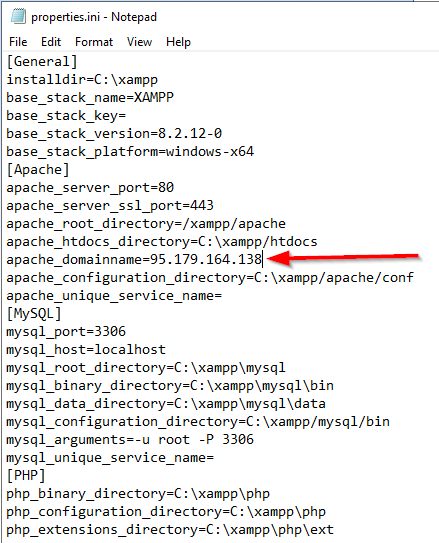 properties.ini - Notepad
File Edit Format View Help
[General]
installdir=C:\xampp
base_stack_name=XAMPP
base_stack_key=
base_stack_version=8.2.12-0
base_stack_platform=windows-x64
[Apache]
apache_server_port=80
apache_server_ssl_port=443
apache_root_directory=/xampp/apache
apache_htdocs_directory=C:\xampp/htdocs
apache_domainname=95.179.164.138
apache_configuration_directory=C:\xampp/apache/conf
apache_unique_service_name=
[MySQL]
mysql_port=3306
mysql_host=localhost
mysql_root_directory=C:\xampp\mysql
mysql_binary_directory=C:\xampp\mysql\bin
mysql_data_directory=C:\xampp\mysql\data
mysql_configuration_directory=C:\xampp/mysql/bin
mysql_arguments=-u root -P 3306
mysql_unique_service_name=
[PHP]
php_binary_directory=C:\xampp\php
php_configuration_directory=C:\xampp\php
php_extensions_directory=C:\xampp\php\ext